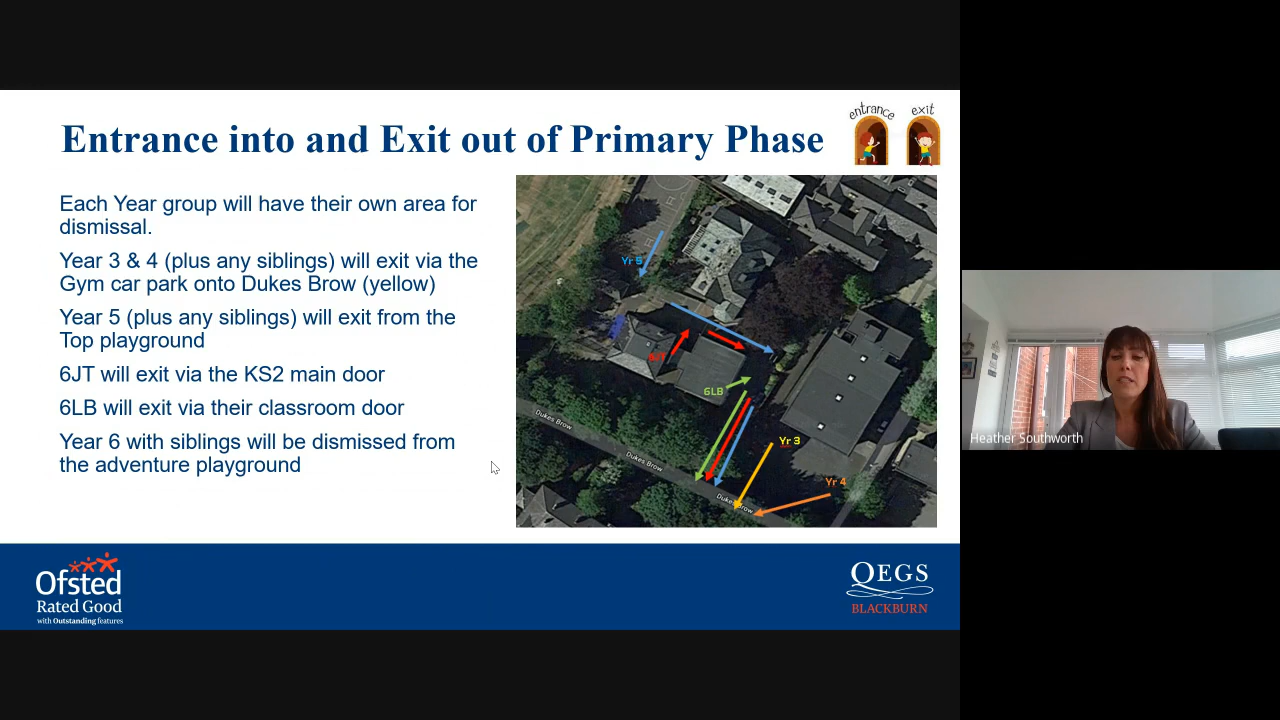 Entrance into and Exit out of Primary Phase
entrance
exit
Each Year group will have their own area for
dismissal.
Year 3 & 4 (plus any siblings) will exit via the
Gym car park onto Dukes Brow (yellow)
Year 5 (plus any siblings) will exit from the
Top playground
6JT will exit via the KS2 main door
6LB will exit via their classroom door
Year 6 with siblings will be dismissed from
the adventure playground
Yr 5
6JT
6LB
Yr 3
Yr 4
Dukes Brow
Dukes Brow
Dukes Brow
Heather Southworth
Ofsted
Rated Good
with Outstanding features
QEGS
BLACKBURN